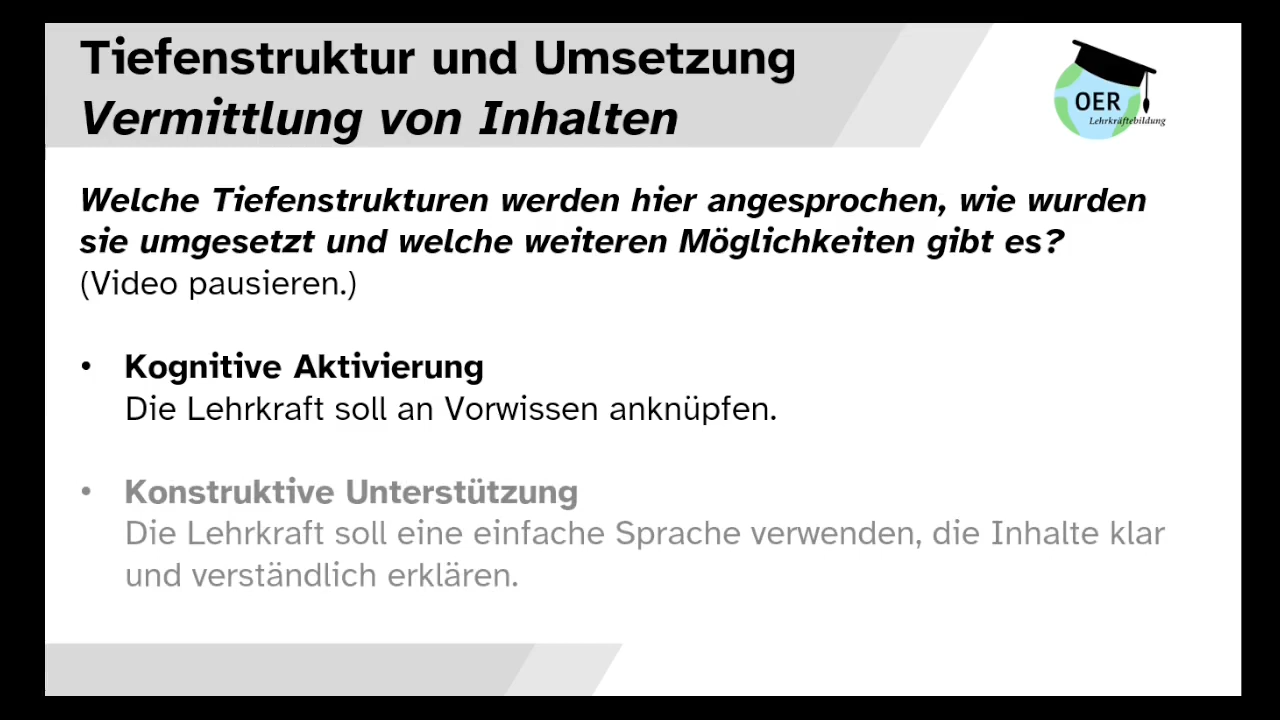 Tiefenstruktur und Umsetzung
Vermittlung von Inhalten
OER
Lehrkräftebildung
Welche Tiefenstrukturen werden hier angesprochen, wie wurden
sie umgesetzt und welche weiteren Möglichkeiten gibt es?
(Video pausieren.)
• Kognitive Aktivierung
Die Lehrkraft soll an Vorwissen anknüpfen.
• Konstruktive Unterstützung
Die Lehrkraft soll eine einfache Sprache verwenden, die Inhalte klar
und verständlich erklären.